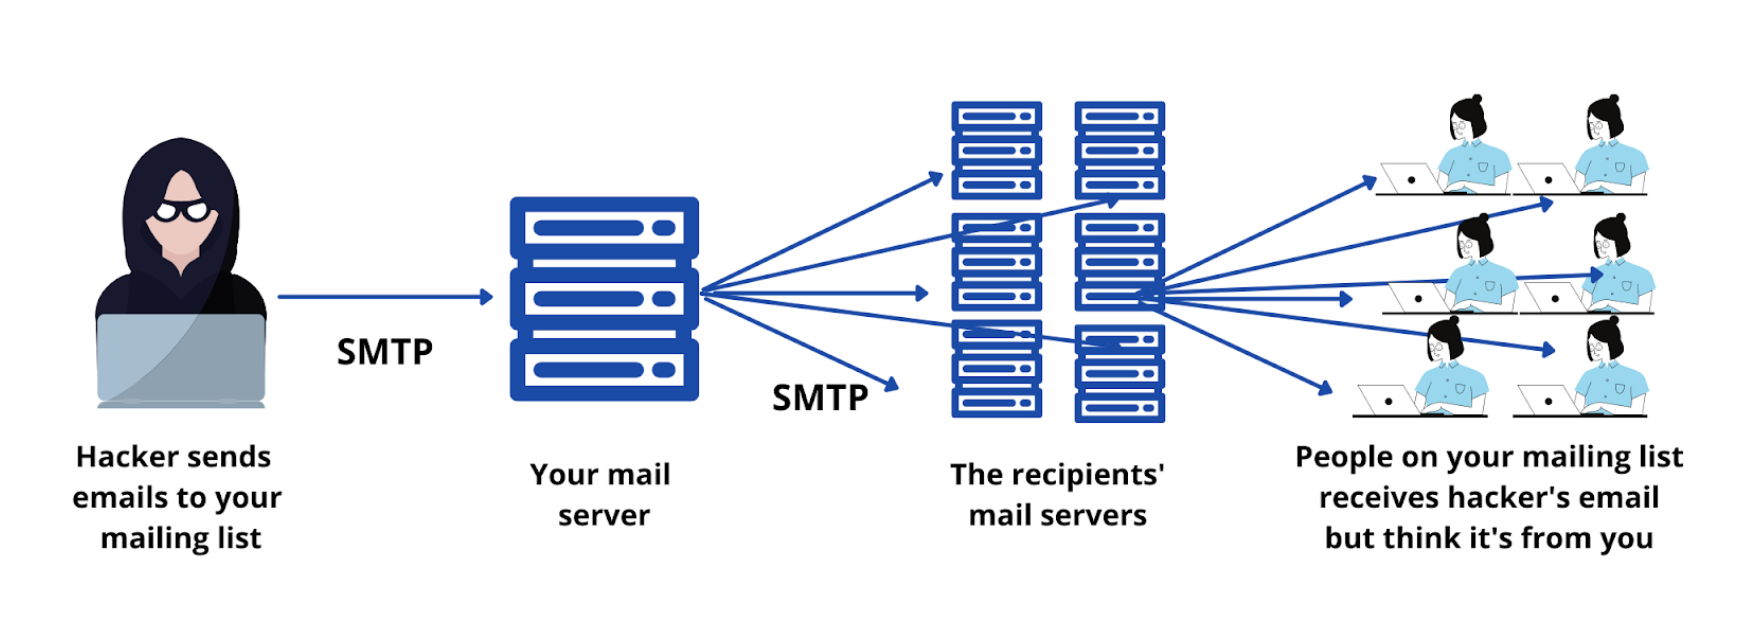 SMTP
SMTP
Hacker sends
emails to your
mailing list
Your mail
server
The recipients'
mail servers
People on your mailing list
receives hacker's email
but think it's from you